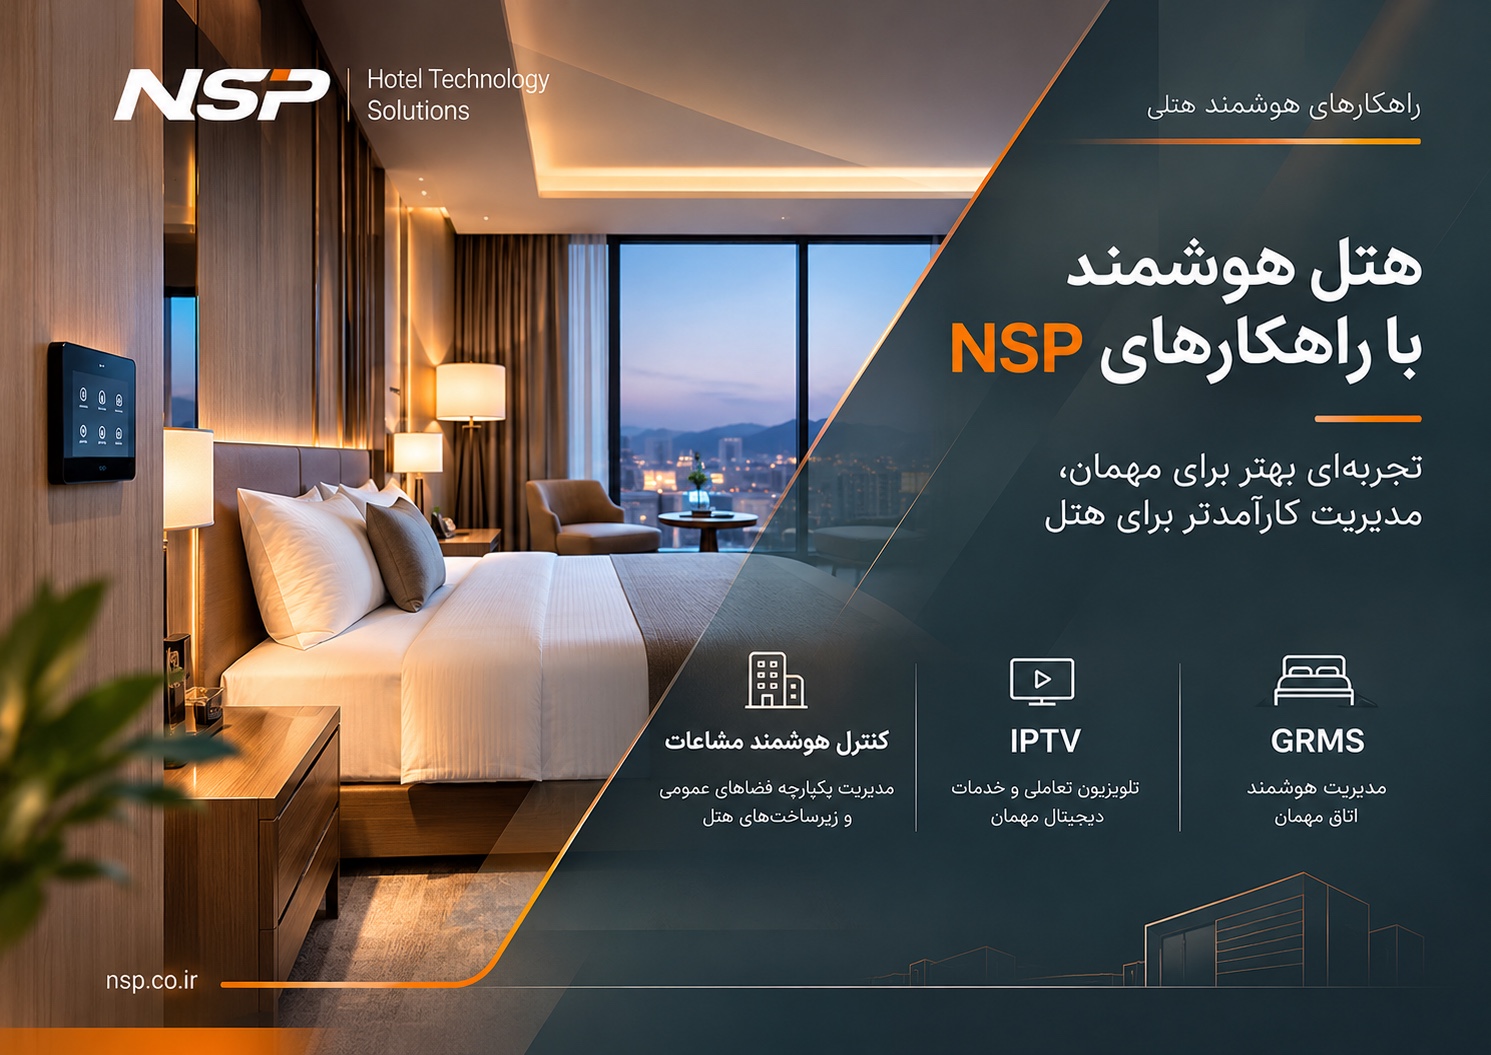 NSP
Hotel Technology
Solutions
راهکارهای هوشمند هتلی
هتل هوشمند
با راهکارهای NSP
تجربه‌ای بهتر برای مهمان،
مدیریت کارآمدتر برای هتل
GRMS
مدیریت هوشمند
اتاق مهمان
IPTV
تلویزیون تعاملی و خدمات
دیجیتال مهمان
کنترل هوشمند مشاعات
مدیریت یکپارچه فضاهای عمومی
و زیرساخت‌های هتل
nsp.co.ir